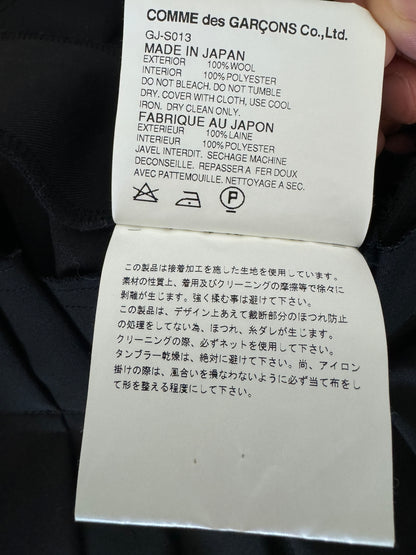 COMME des GARÇONS Co.,Ltd.
GJ-S013
MADE IN JAPAN
EXTERIOR 100%WOOL
INTERIOR 100%POLYESTER
DO NOT BLEACH. DO NOT TUMBLE
DRY. COVER WITH CLOTH, USE COOL
IRON. DRY CLEAN ONLY.
FABRIQUE AU JAPON
EXTERIEUR 100%LAINE
INTERIEUR 100%POLYESTER
JAVEL INTERDIT. SECHAGE MACHINE
DECONSEILLE. REPASSER A FER DOUX
AVEC PATTEMOUILLE. NETTOYAGE A SEC.
P
この製品は接着加工を施した生地を使用しています。
素材の性質上、着用及びクリーニングの摩擦等で徐々に
剥離が生じます。強く揉む事は避けて下さい。
この製品は、デザイン上あえて裁断部分のほつれ防止
の処理をしてない為、ほつれ、糸ダレが生じます。
クリーニングの際、必ずネットを使用して下さい。
タンブラー乾燥は、絶対に避けて下さい。尚、アイロン
掛けの際は、風合いを損なわないように必ず当て布をし
て形を整える程度にして下さい。